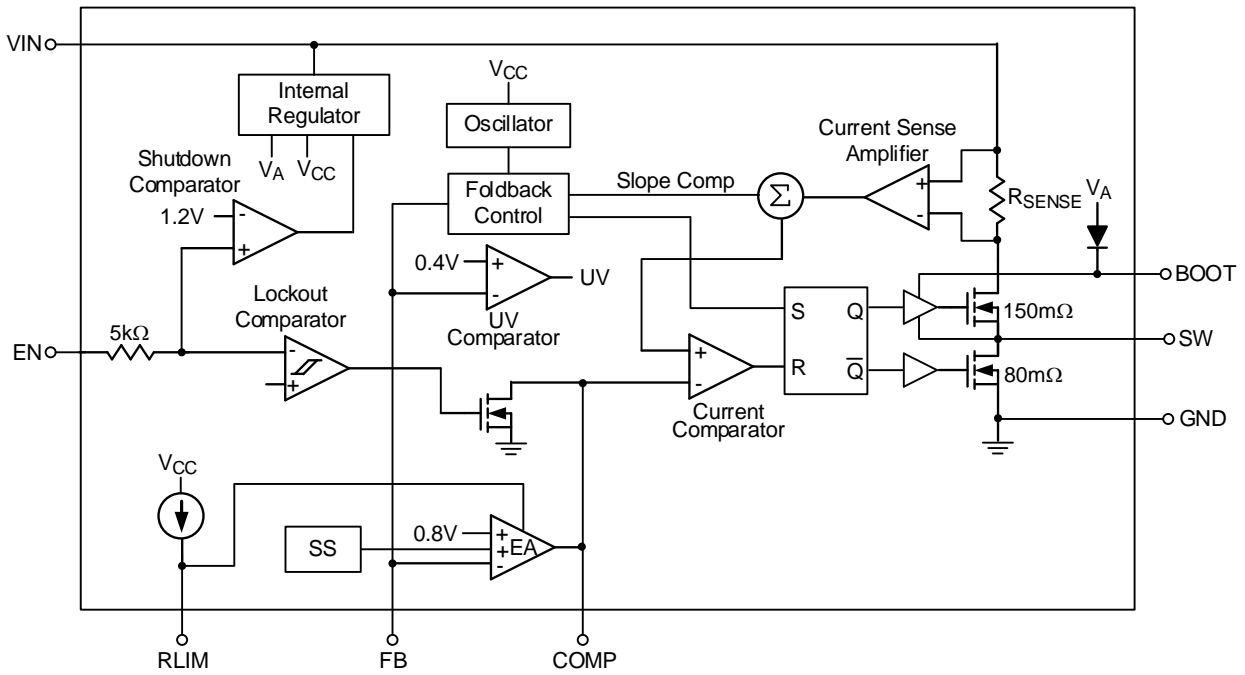 VIN
Internal
Regulator
VA
VCC
Shutdown
Comparator
1.2V
-
+
VCC
Oscillator
Foldback
Control
Slope Comp
Σ
Current Sense
Amplifier
+
-
RSENSE
VA
BOOT
0.4V
+
-
UV
UV
Comparator
Lockout
Comparator
EN
5kΩ
-
+
+
-
Current
Comparator
S
Q
R
Q
150mΩ
SW
80mΩ
GND
VCC
SS
0.8V
+
+
-
EA
RLIM
FB
COMP